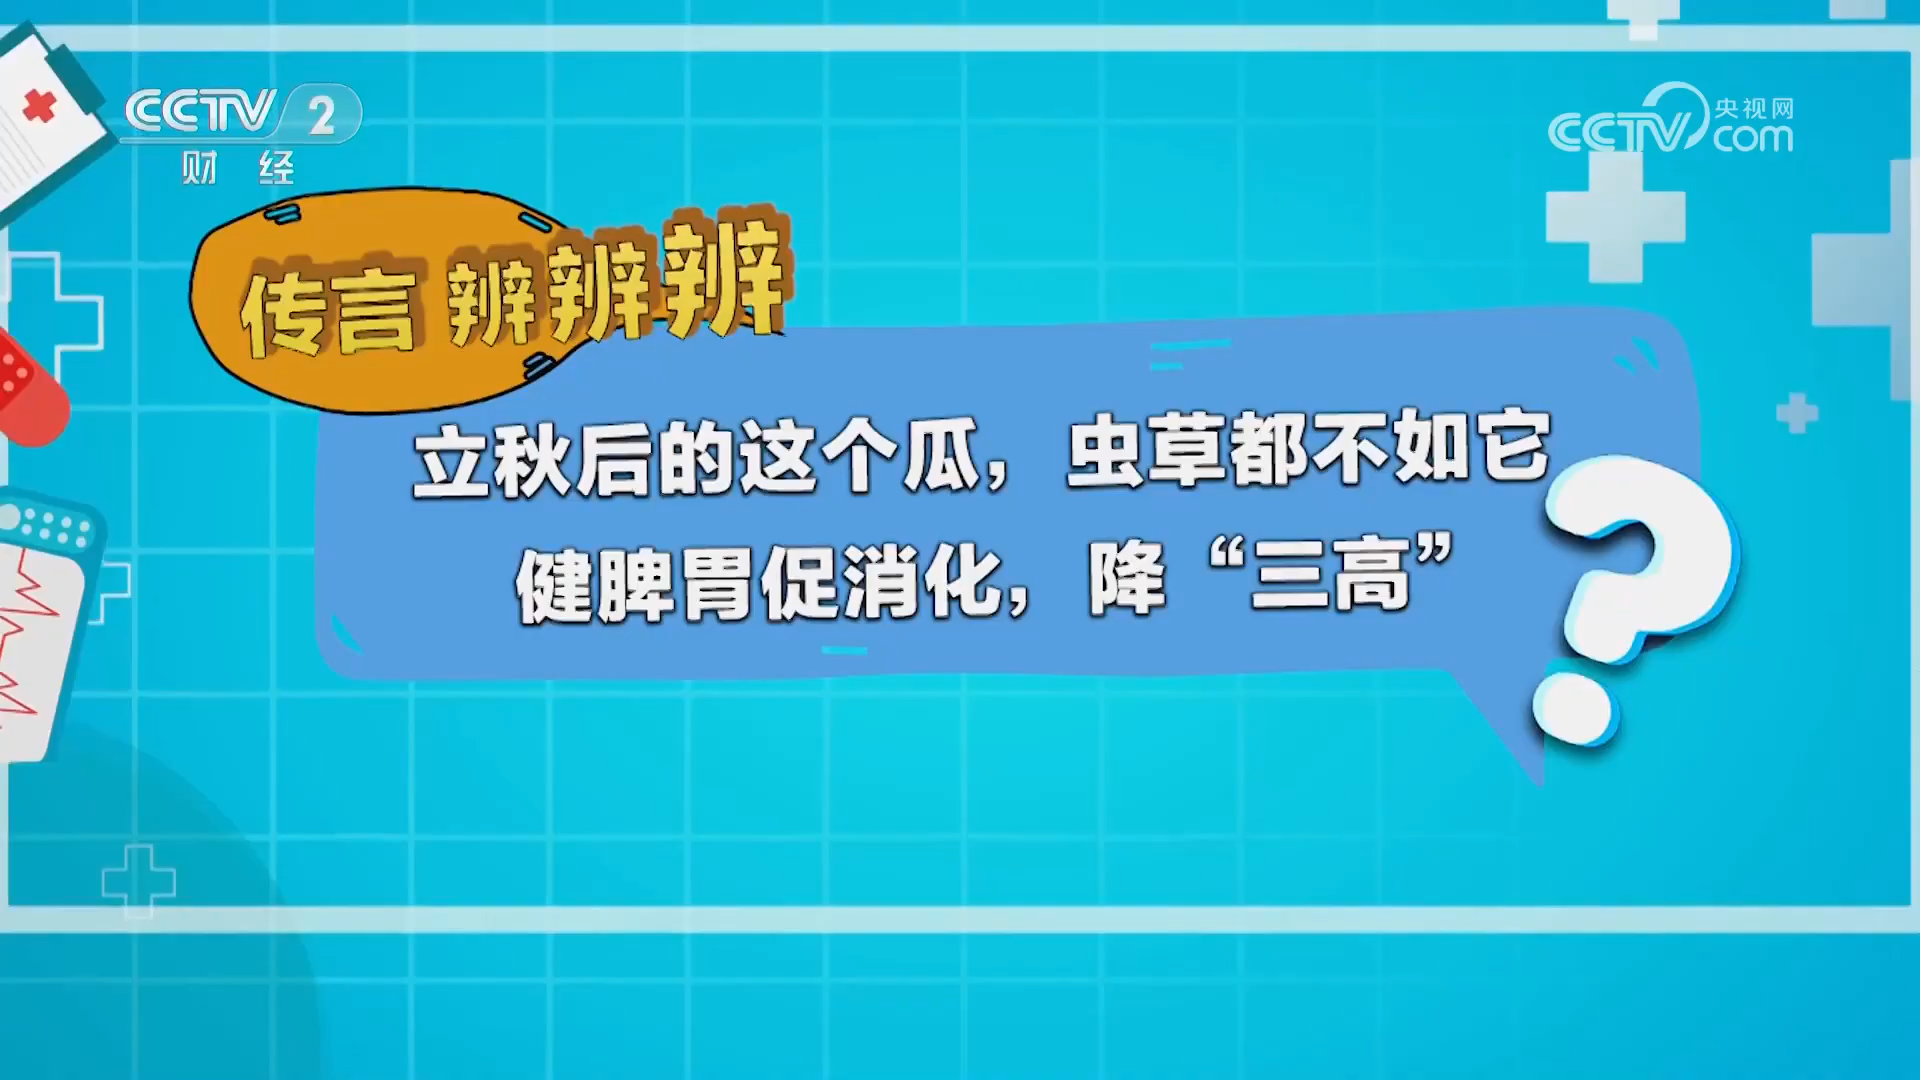 CCTV 2
财 经
央视网
CCTV com
传言 辨辨辨
立秋后的这个瓜，虫草都不如它
健脾胃促消化，降“三高”
?